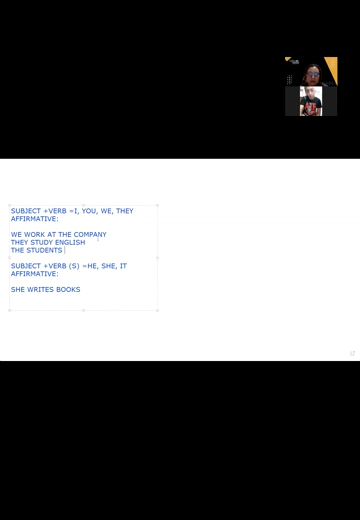 SUBJECT +VERB =I, YOU, WE, THEY
AFFIRMATIVE:
WE WORK AT THE COMPANY
THEY STUDY ENGLISH
THE STUDENTS
SUBJECT +VERB (S) =HE, SHE, IT
AFFIRMATIVE:
SHE WRITES BOOKS